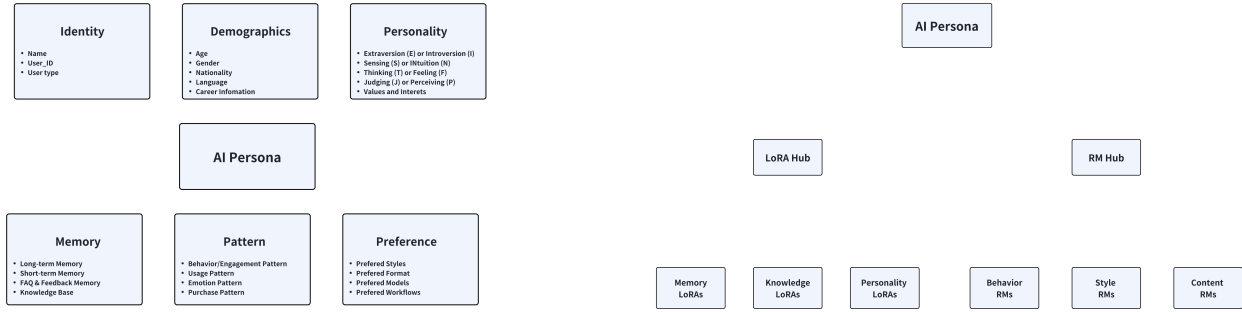 Identity
• Name
• User_ID
• User type
Demographics
• Age
• Gender
• Nationality
• Language
• Career Infomation
Personality
• Extraversion (E) or Introversion (I)
• Sensing (S) or INtuition (N)
• Thinking (T) or Feeling (F)
• Judging (J) or Perceiving (P)
• Values and Interets
AI Persona
Memory
• Long-term Memory
• Short-term Memory
• FAQ & Feedback Memory
• Knowledge Base
Pattern
• Behavior/Engagement Pattern
• Usage Pattern
• Emotion Pattern
• Purchase Pattern
Preference
• Prefered Styles
• Prefered Format
• Prefered Models
• Prefered Workflows
AI Persona
LoRA Hub
RM Hub
Memory
LoRAs
Knowledge
LoRAs
Personality
LoRAs
Behavior
RMs
Style
RMs
Content
RMs